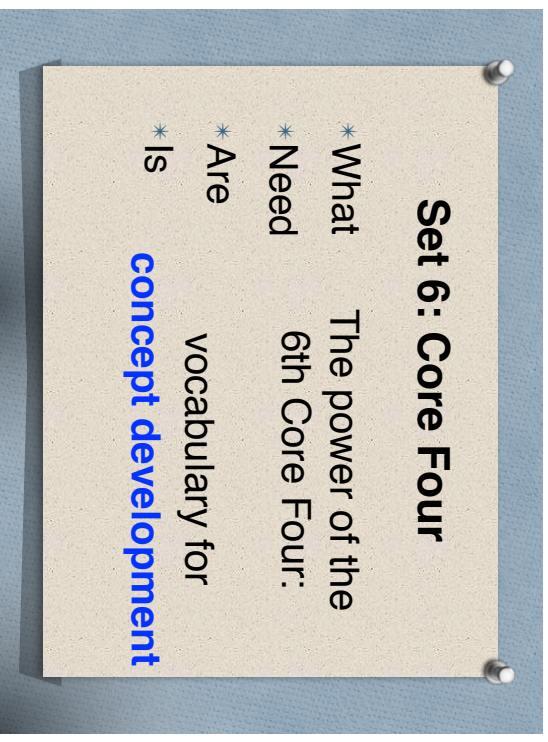 Set 6: Core Four
What
Need
Are
Is
The power of the
6th Core Four:
vocabulary for
concept development